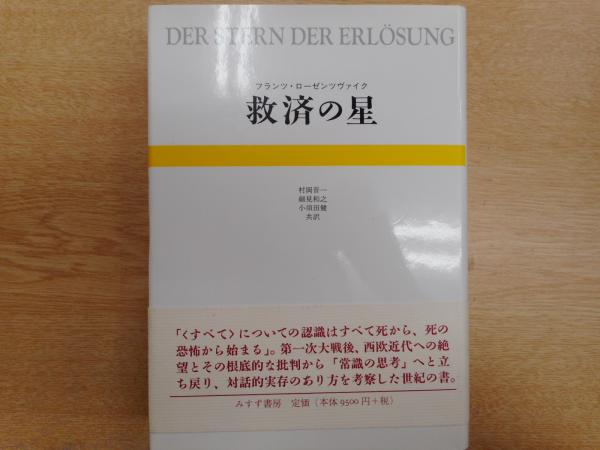 DER STERN DER ERLÖSUNG
フランツ・ローゼンツヴァイク
救済の星
村岡晋一
細見和之
小須田健
共訳
「〈すべて〉についての認識はすべて死から、死の
恐怖から始まる」。第一次大戦後、西欧近代への絶
望とその根底的な批判から「常識の思考」へと立
ち戻り、対話的実存のあり方を考察した世紀の書。
みすず書房 定価(本体9500円+税)